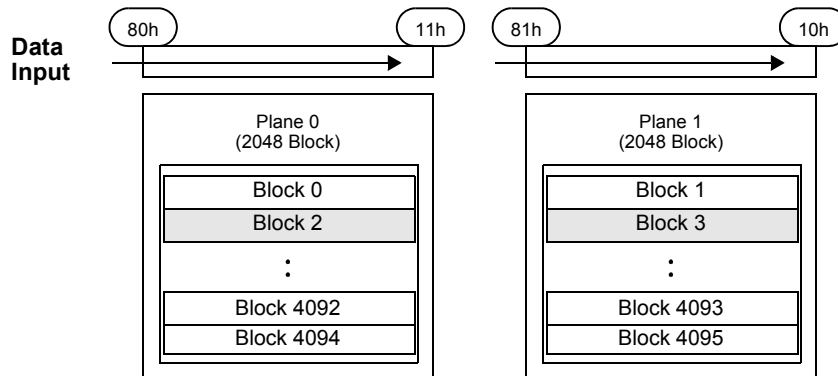 80h 11h 81h 10h
Data
Input
Plane 0
(2048 Block)
Block 0
Block 2
:
Block 4092
Block 4094
Plane 1
(2048 Block)
Block 1
Block 3
:
Block 4093
Block 4095